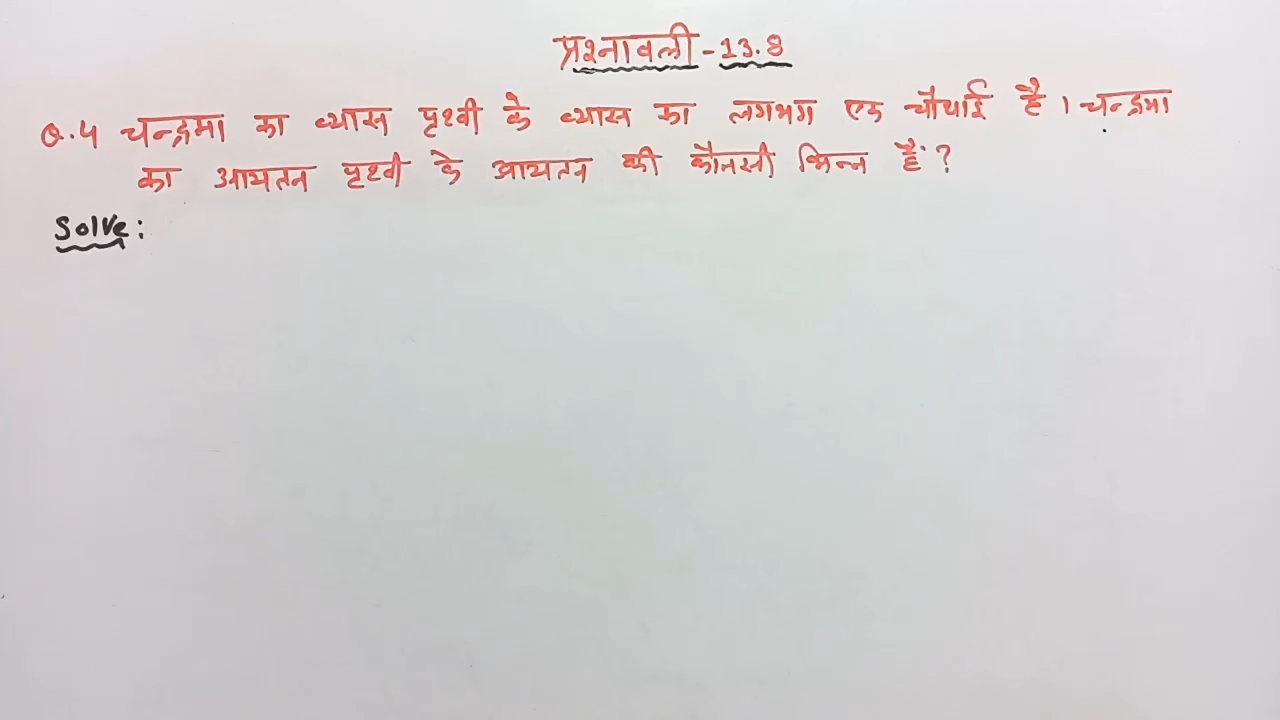 प्रश्नावली-13.8
Q.4 चन्द्रमा का व्यास पृथ्वी के व्यास का लगभग एक चौथाई है। चन्द्रमा
का आयतन पृथ्वी के आयतन की कौनसी भिन्न हैं?
Solve: